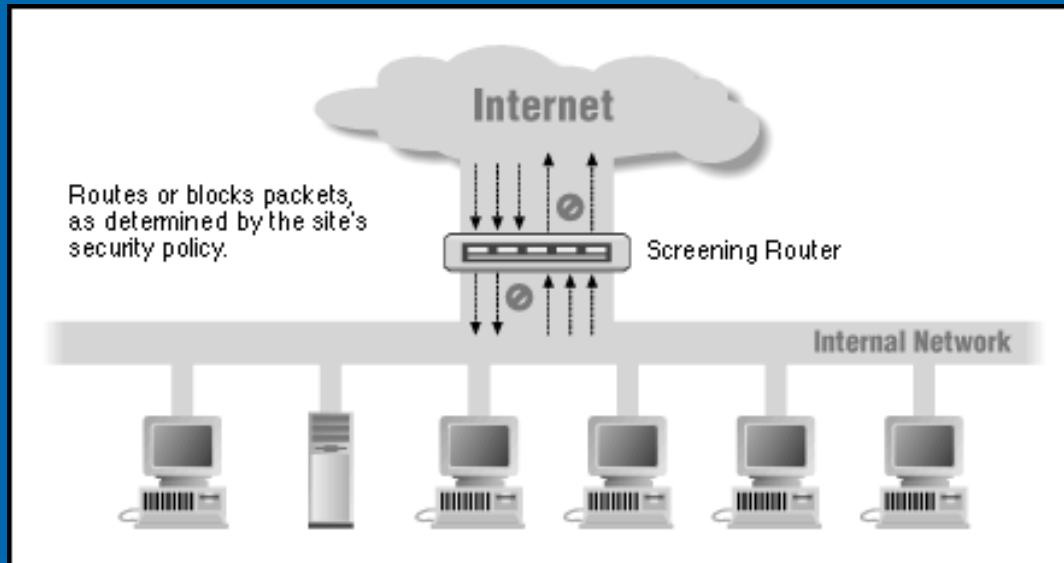 Internet
Routes or blocks packets,
as determined by the site's
security policy.
Screening Router
Internal Network